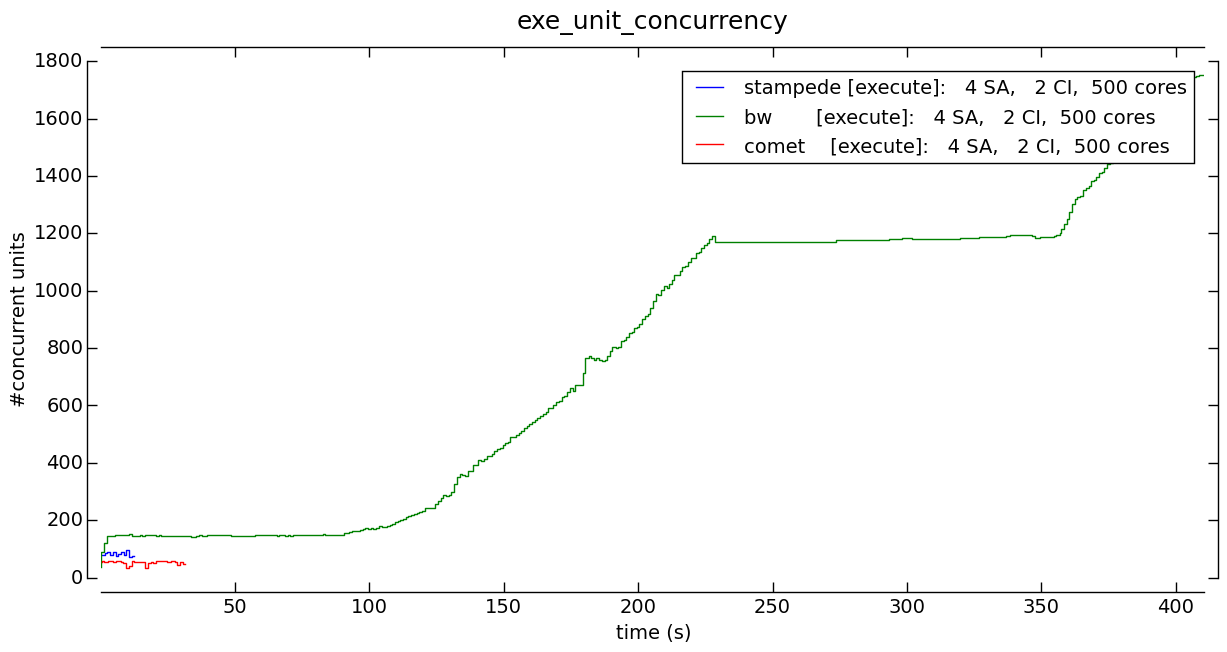 exe_unit_concurrency
1800
1600
1400
1200
1000
800
600
400
200
0
#concurrent units
stampede [execute]:   4 SA,   2 CI,  500 cores
bw       [execute]:   4 SA,   2 CI,  500 cores
comet    [execute]:   4 SA,   2 CI,  500 cores
50 100 150 200 250 300 350 400
time (s)